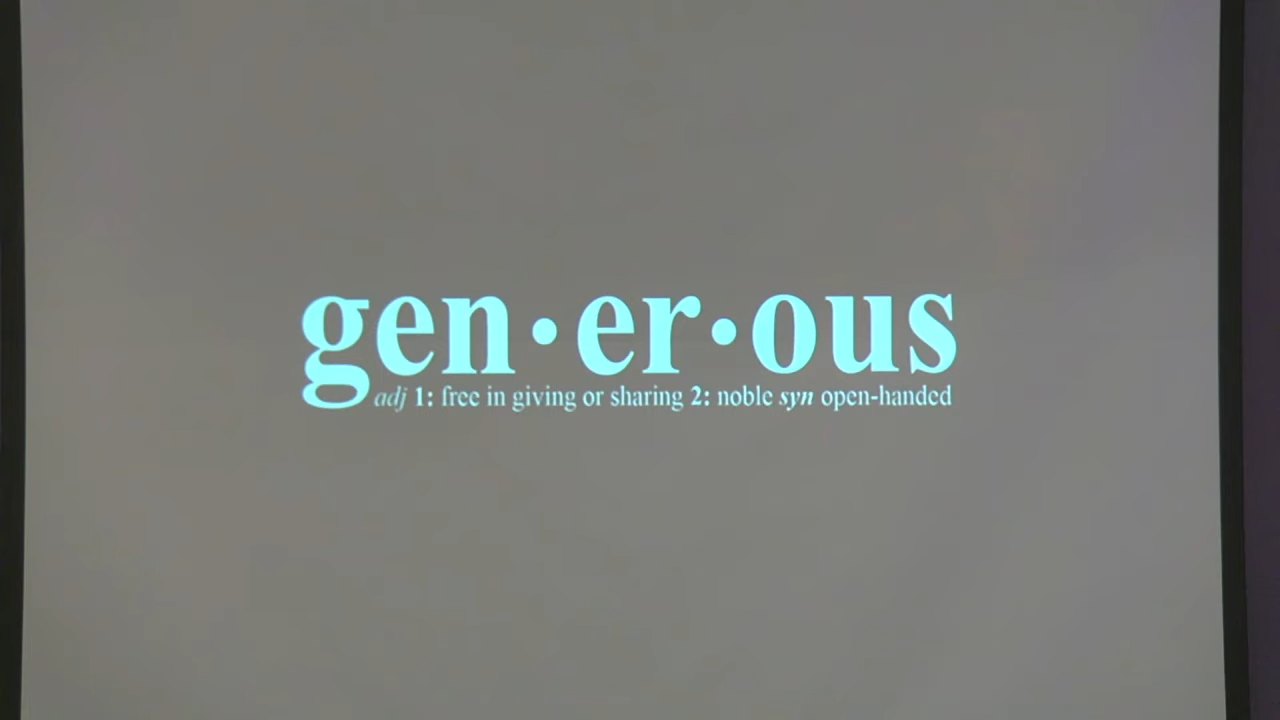 gen·er·ous
adj 1: free in giving or sharing 2: noble syn open-handed